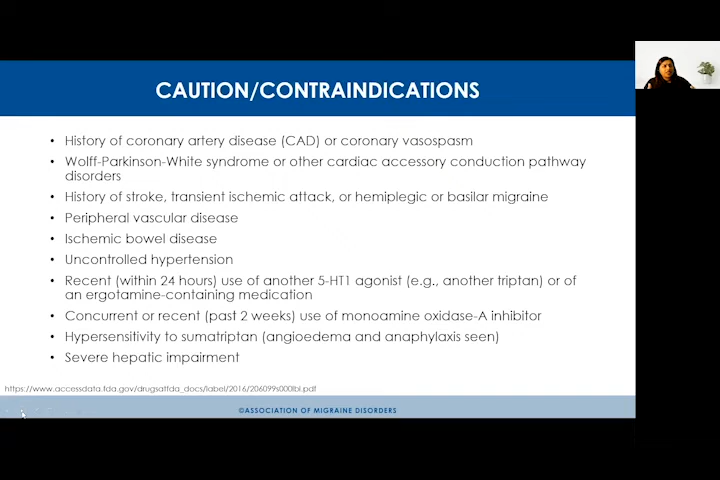 CAUTION/CONTRAINDICATIONS
• History of coronary artery disease (CAD) or coronary vasospasm
• Wolff-Parkinson-White syndrome or other cardiac accessory conduction pathway
disorders
• History of stroke, transient ischemic attack, or hemiplegic or basilar migraine
• Peripheral vascular disease
• Ischemic bowel disease
• Uncontrolled hypertension
• Recent (within 24 hours) use of another 5-HT1 agonist (e.g., another triptan) or of
an ergotamine-containing medication
• Concurrent or recent (past 2 weeks) use of monoamine oxidase-A inhibitor
• Hypersensitivity to sumatriptan (angioedema and anaphylaxis seen)
• Severe hepatic impairment
https://www.accessdata.fda.gov/drugsatfda_docs/label/2016/206099s000lbl.pdf
©ASSOCIATION OF MIGRAINE DISORDERS